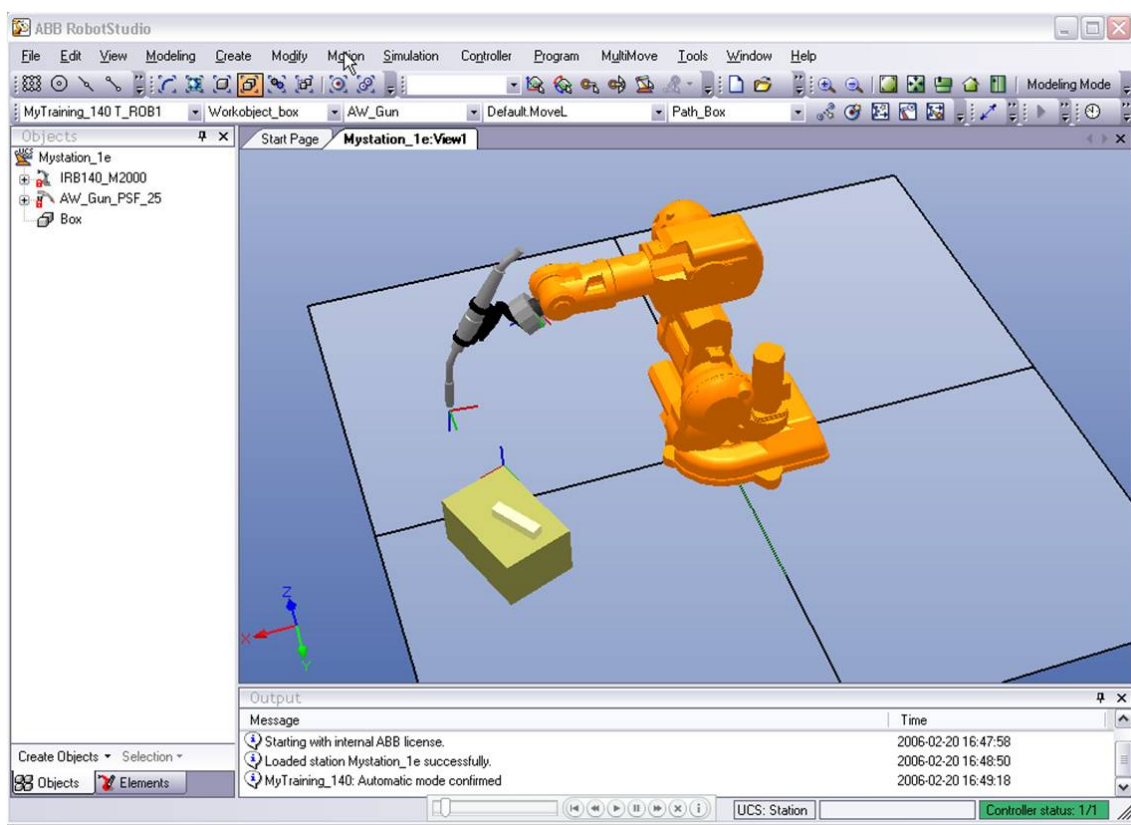 ABB RobotStudio
File Edit View Modeling Create Modify Motion Simulation Controller Program MultiMove Tools Window Help
Modeling Mode
MyTraining_140 T_ROB1 Workobject_box AW_Gun Default.MoveL Path_Box
Objects
Start Page Mystation_1e:View1
Mystation_1e
IRB140_M2000
AW_Gun_PSF_25
Box
Z
X
Y
Output
Message Time
Starting with internal ABB license. 2006-02-20 16:47:58
Loaded station Mystation_1e successfully. 2006-02-20 16:48:50
MyTraining_140: Automatic mode confirmed 2006-02-20 16:49:18
Create Objects Selection
Objects Elements
UCS: Station Controller status: 1/1